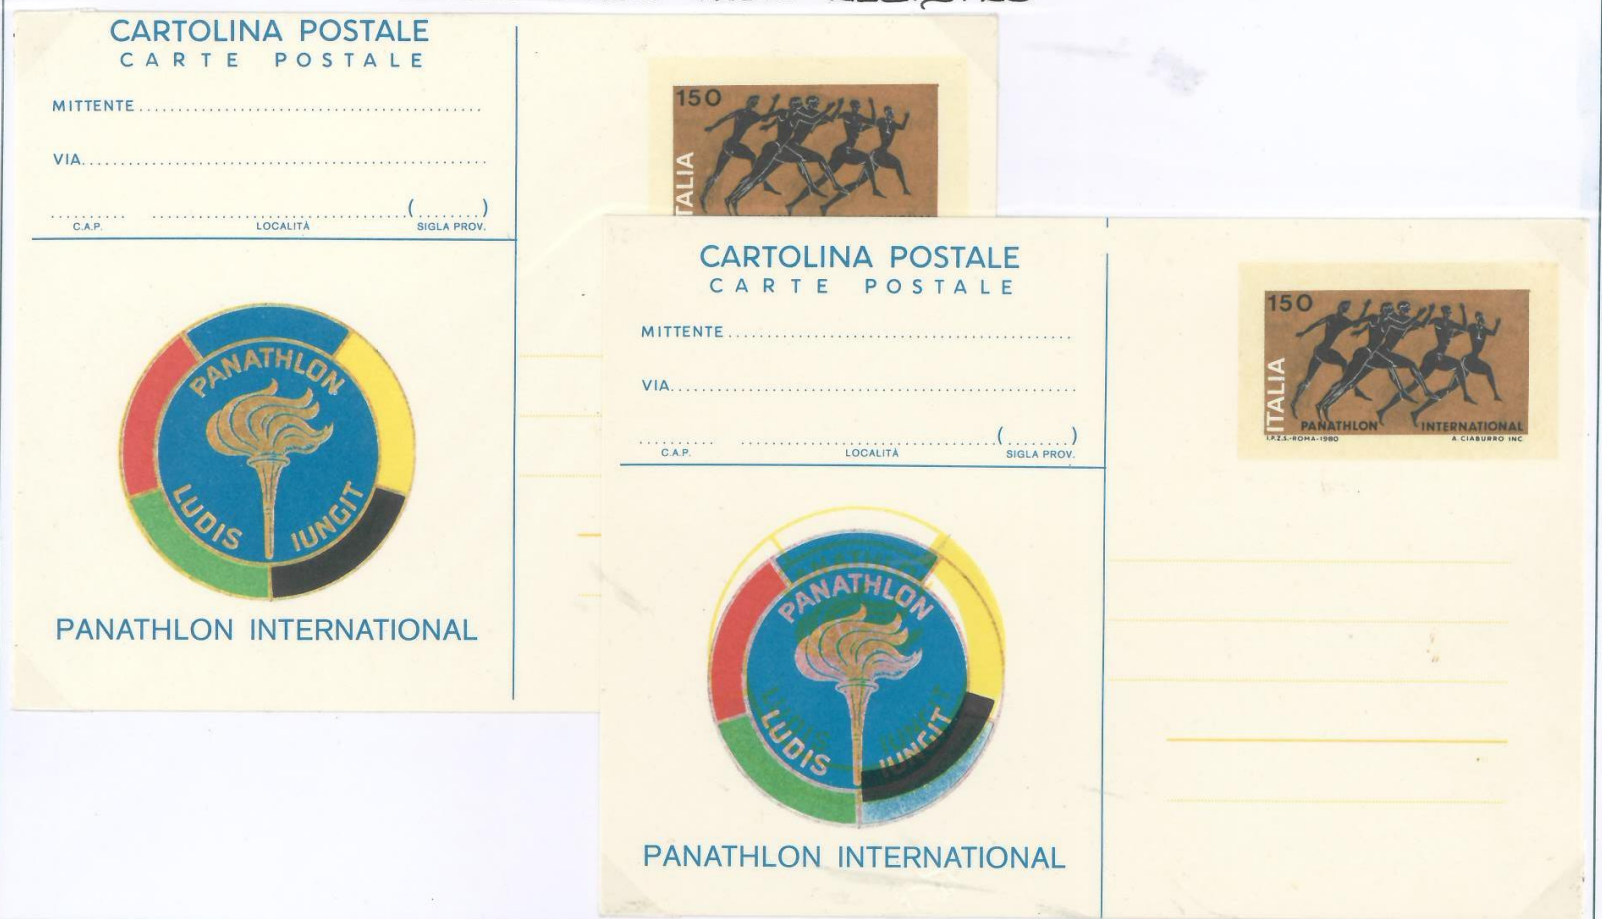 CARTOLINA POSTALE
CARTE POSTALE
MITTENTE
VIA
( )
C.A.P. LOCALITÀ SIGLA PROV.
150
ITALIA
PANATHLON
LUDIS IUNGIT
PANATHLON INTERNATIONAL
CARTOLINA POSTALE
CARTE POSTALE
MITTENTE
VIA
( )
C.A.P. LOCALITÀ SIGLA PROV.
150
ITALIA
PANATHLON INTERNATIONAL
I.P.Z.S.-ROMA-1980 A. CIABURRO INC.
PANATHLON
LUDIS IUNGIT
PANATHLON INTERNATIONAL